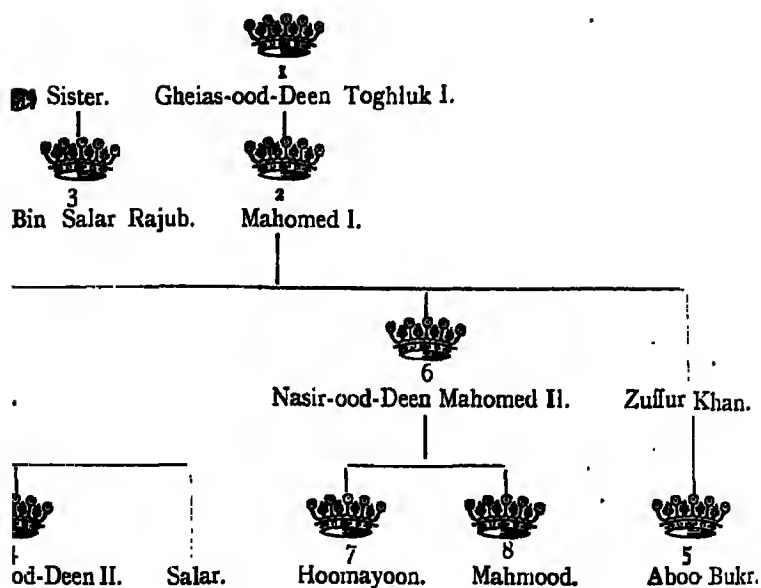 1
Sister. Gheias-ood-Deen Toghluk I.
3 2
Bin Salar Rajub. Mahomed I.
6
Nasir-ood-Deen Mahomed II. Zuffur Khan.
7 8 5
od-Deen II. Salar. Hoomayoon. Mahmood. Aboo Bukr.